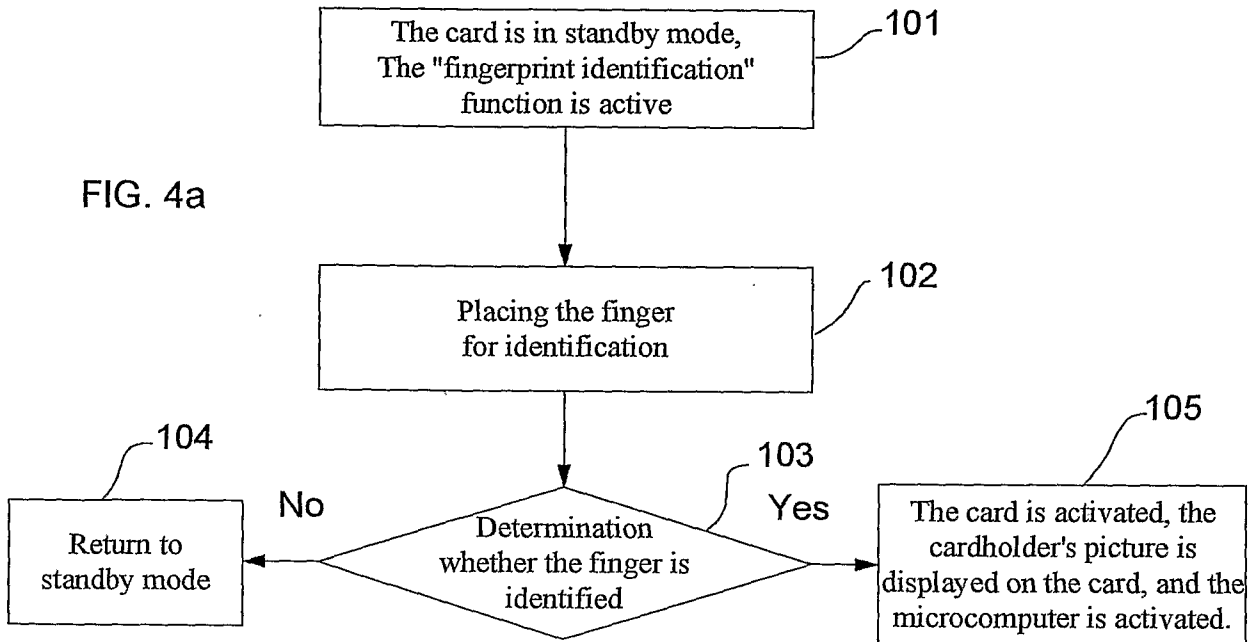 The card is in standby mode,
The "fingerprint identification"
function is active
101
FIG. 4a
Placing the finger
for identification
102
104
103
105
No
Yes
Return to
standby mode
Determination
whether the finger is
identified
The card is activated, the
cardholder's picture is
displayed on the card, and the
microcomputer is activated.